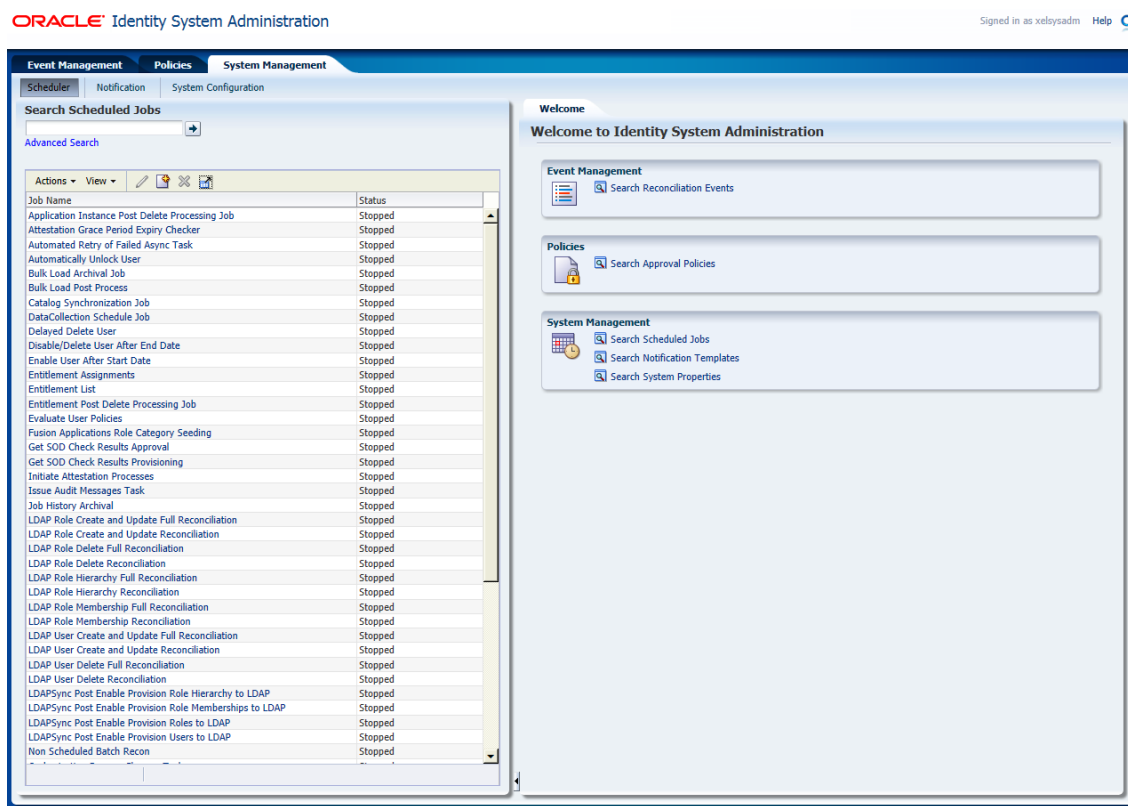 ORACLE Identity System Administration
Signed in as xelsysadm Help
Event Management Policies System Management
Scheduler Notification System Configuration
Search Scheduled Jobs
Advanced Search
Actions View
Job Name Status
Application Instance Post Delete Processing Job Stopped
Attestation Grace Period Expiry Checker Stopped
Automated Retry of Failed Async Task Stopped
Automatically Unlock User Stopped
Bulk Load Archival Job Stopped
Bulk Load Post Process Stopped
Catalog Synchronization Job Stopped
DataCollection Schedule Job Stopped
Delayed Delete User Stopped
Disable/Delete User After End Date Stopped
Enable User After Start Date Stopped
Entitlement Assignments Stopped
Entitlement List Stopped
Entitlement Post Delete Processing Job Stopped
Evaluate User Policies Stopped
Fusion Applications Role Category Seeding Stopped
Get SOD Check Results Approval Stopped
Get SOD Check Results Provisioning Stopped
Initiate Attestation Processes Stopped
Issue Audit Messages Task Stopped
Job History Archival Stopped
LDAP Role Create and Update Full Reconciliation Stopped
LDAP Role Create and Update Reconciliation Stopped
LDAP Role Delete Full Reconciliation Stopped
LDAP Role Delete Reconciliation Stopped
LDAP Role Hierarchy Full Reconciliation Stopped
LDAP Role Hierarchy Reconciliation Stopped
LDAP Role Membership Full Reconciliation Stopped
LDAP Role Membership Reconciliation Stopped
LDAP User Create and Update Full Reconciliation Stopped
LDAP User Create and Update Reconciliation Stopped
LDAP User Delete Full Reconciliation Stopped
LDAP User Delete Reconciliation Stopped
LDAPSync Post Enable Provision Role Hierarchy to LDAP Stopped
LDAPSync Post Enable Provision Role Memberships to LDAP Stopped
LDAPSync Post Enable Provision Roles to LDAP Stopped
LDAPSync Post Enable Provision Users to LDAP Stopped
Non Scheduled Batch Recon Stopped
Welcome
Welcome to Identity System Administration
Event Management
Search Reconciliation Events
Policies
Search Approval Policies
System Management
Search Scheduled Jobs
Search Notification Templates
Search System Properties